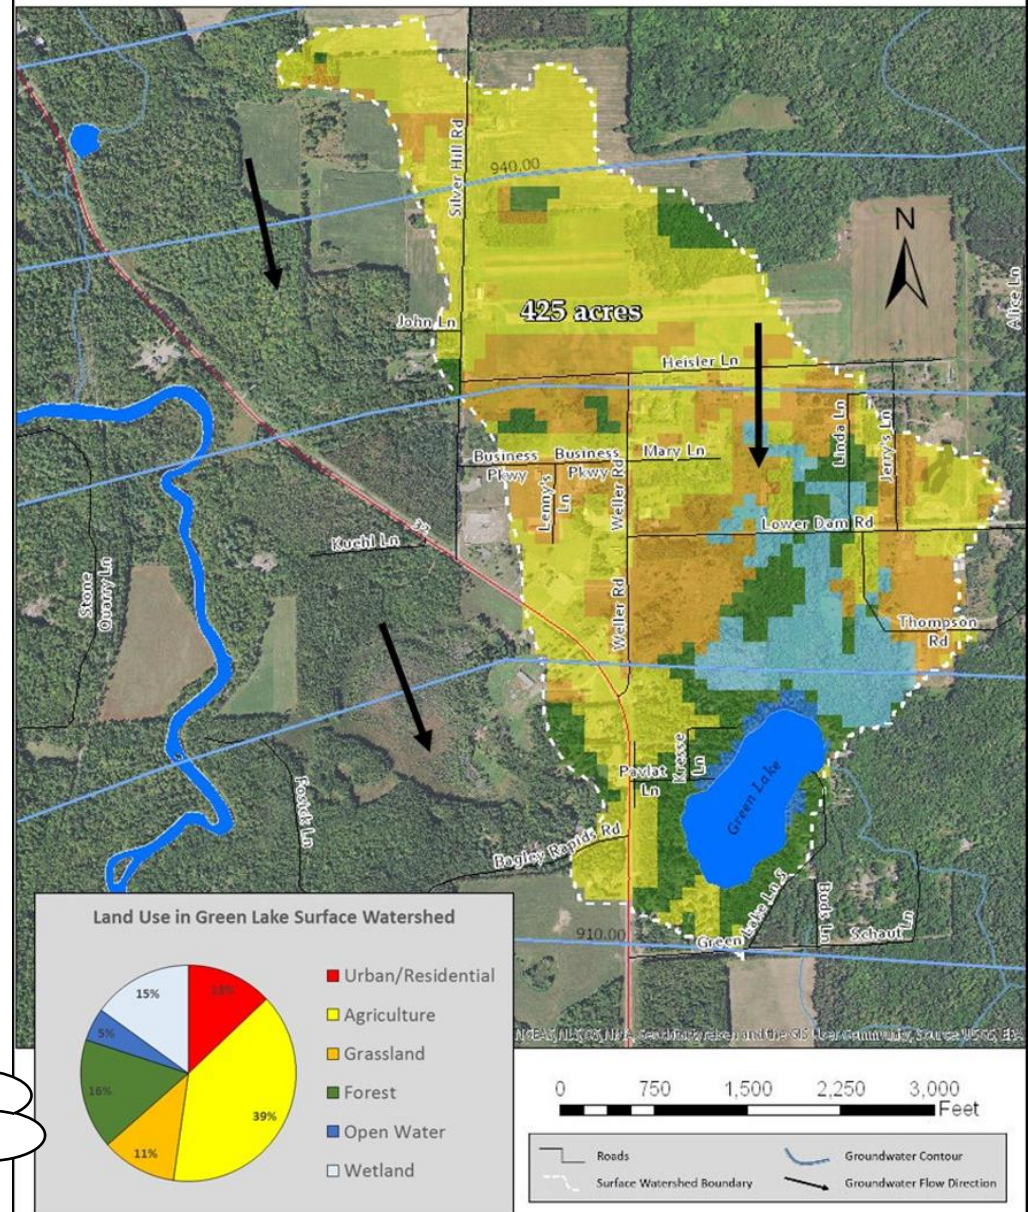 940.00
Silver Hill Rd
N
Alice Ln
425 acres
John Ln
Heisler Ln
Linda Ln
Jerry's Ln
Business
Pkwy
Business
Pkwy
Mary Ln
Lenny's
Ln
Weller Rd
Lower Dam Rd
32
Kuehl Ln
Stone
Quarry Ln
Weller Rd
Thompson
Rd
Kresse
Ln
Pavlat
Ln
Green Lake
Fosick Ln
Bagley Rapids Rd
Green Lake Ln S
Buds Ln
Schaut Ln
910.00
Land Use in Green Lake Surface Watershed
15%
13%
5%
16%
39%
11%
Urban/Residential
Agriculture
Grassland
Forest
Open Water
Wetland
0 750 1,500 2,250 3,000
Feet
Roads
Groundwater Contour
Surface Watershed Boundary
Groundwater Flow Direction